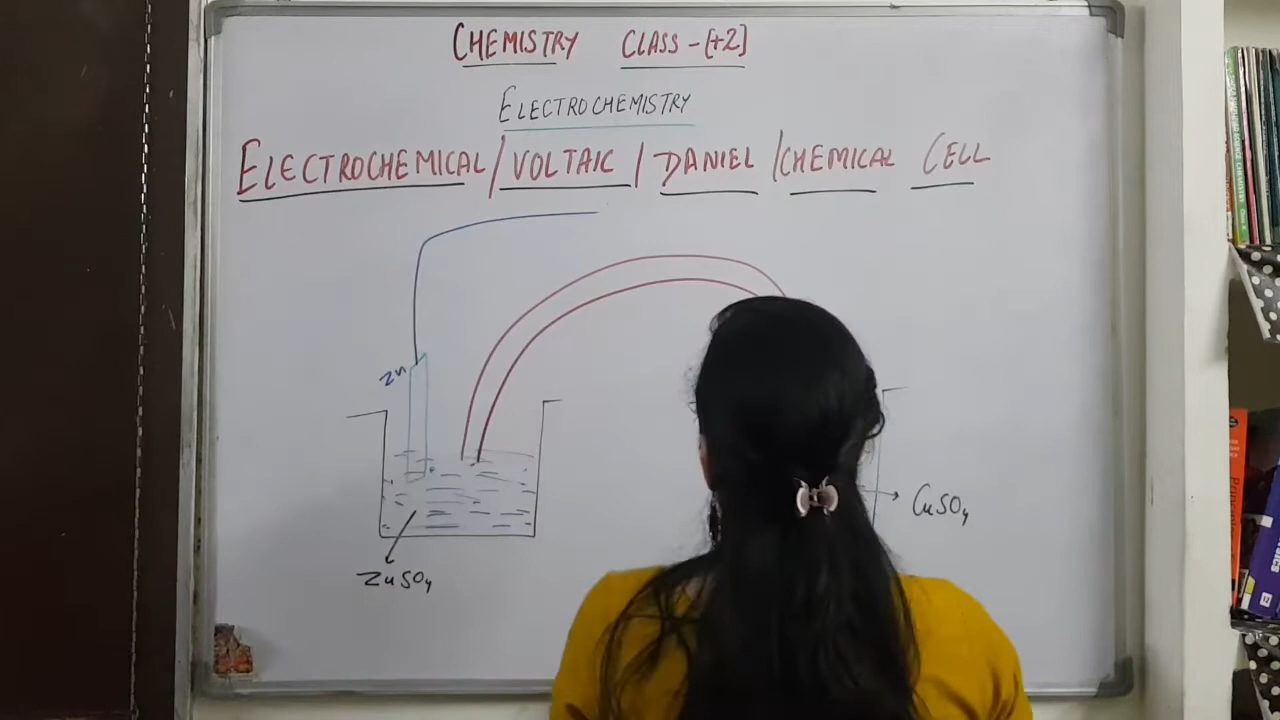 CHEMISTRY CLASS-[+2]
ELECTROCHEMISTRY
ELECTROCHEMICAL/VOLTAIC/DANIEL/CHEMICAL CELL
Zn
CuSO4
ZnSO4